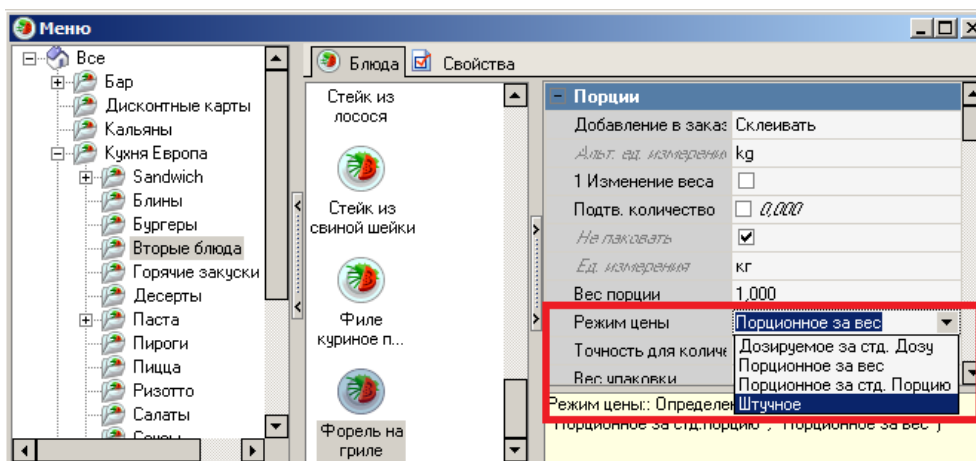 Меню
Все
Бар
Дисконтные карты
Кальяны
Кухня Европа
Sandwich
Блины
Бургеры
Вторые блюда
Горячие закуски
Десерты
Паста
Пироги
Пицца
Ризотто
Салаты
Соусы
Блюда
Свойства
Стейк из
лосося
Стейк из
свиной шейки
Филе
куриное п...
Форель на
гриле
Порции
Добавление в заказ Склеивать
Альт. ед. измерения kg
1 Изменение веса
Подтв. количество 0,000
Не паковать
Ед. измерения кг
Вес порции 1,000
Режим цены Порционное за вес
Точность для количе
Вес упаковки
Дозируемое за стд. Дозу
Порционное за вес
Порционное за стд. Порцию
Штучное
Режим цены:: Определе
"Порционное за стд.порцию", "Порционное за вес")